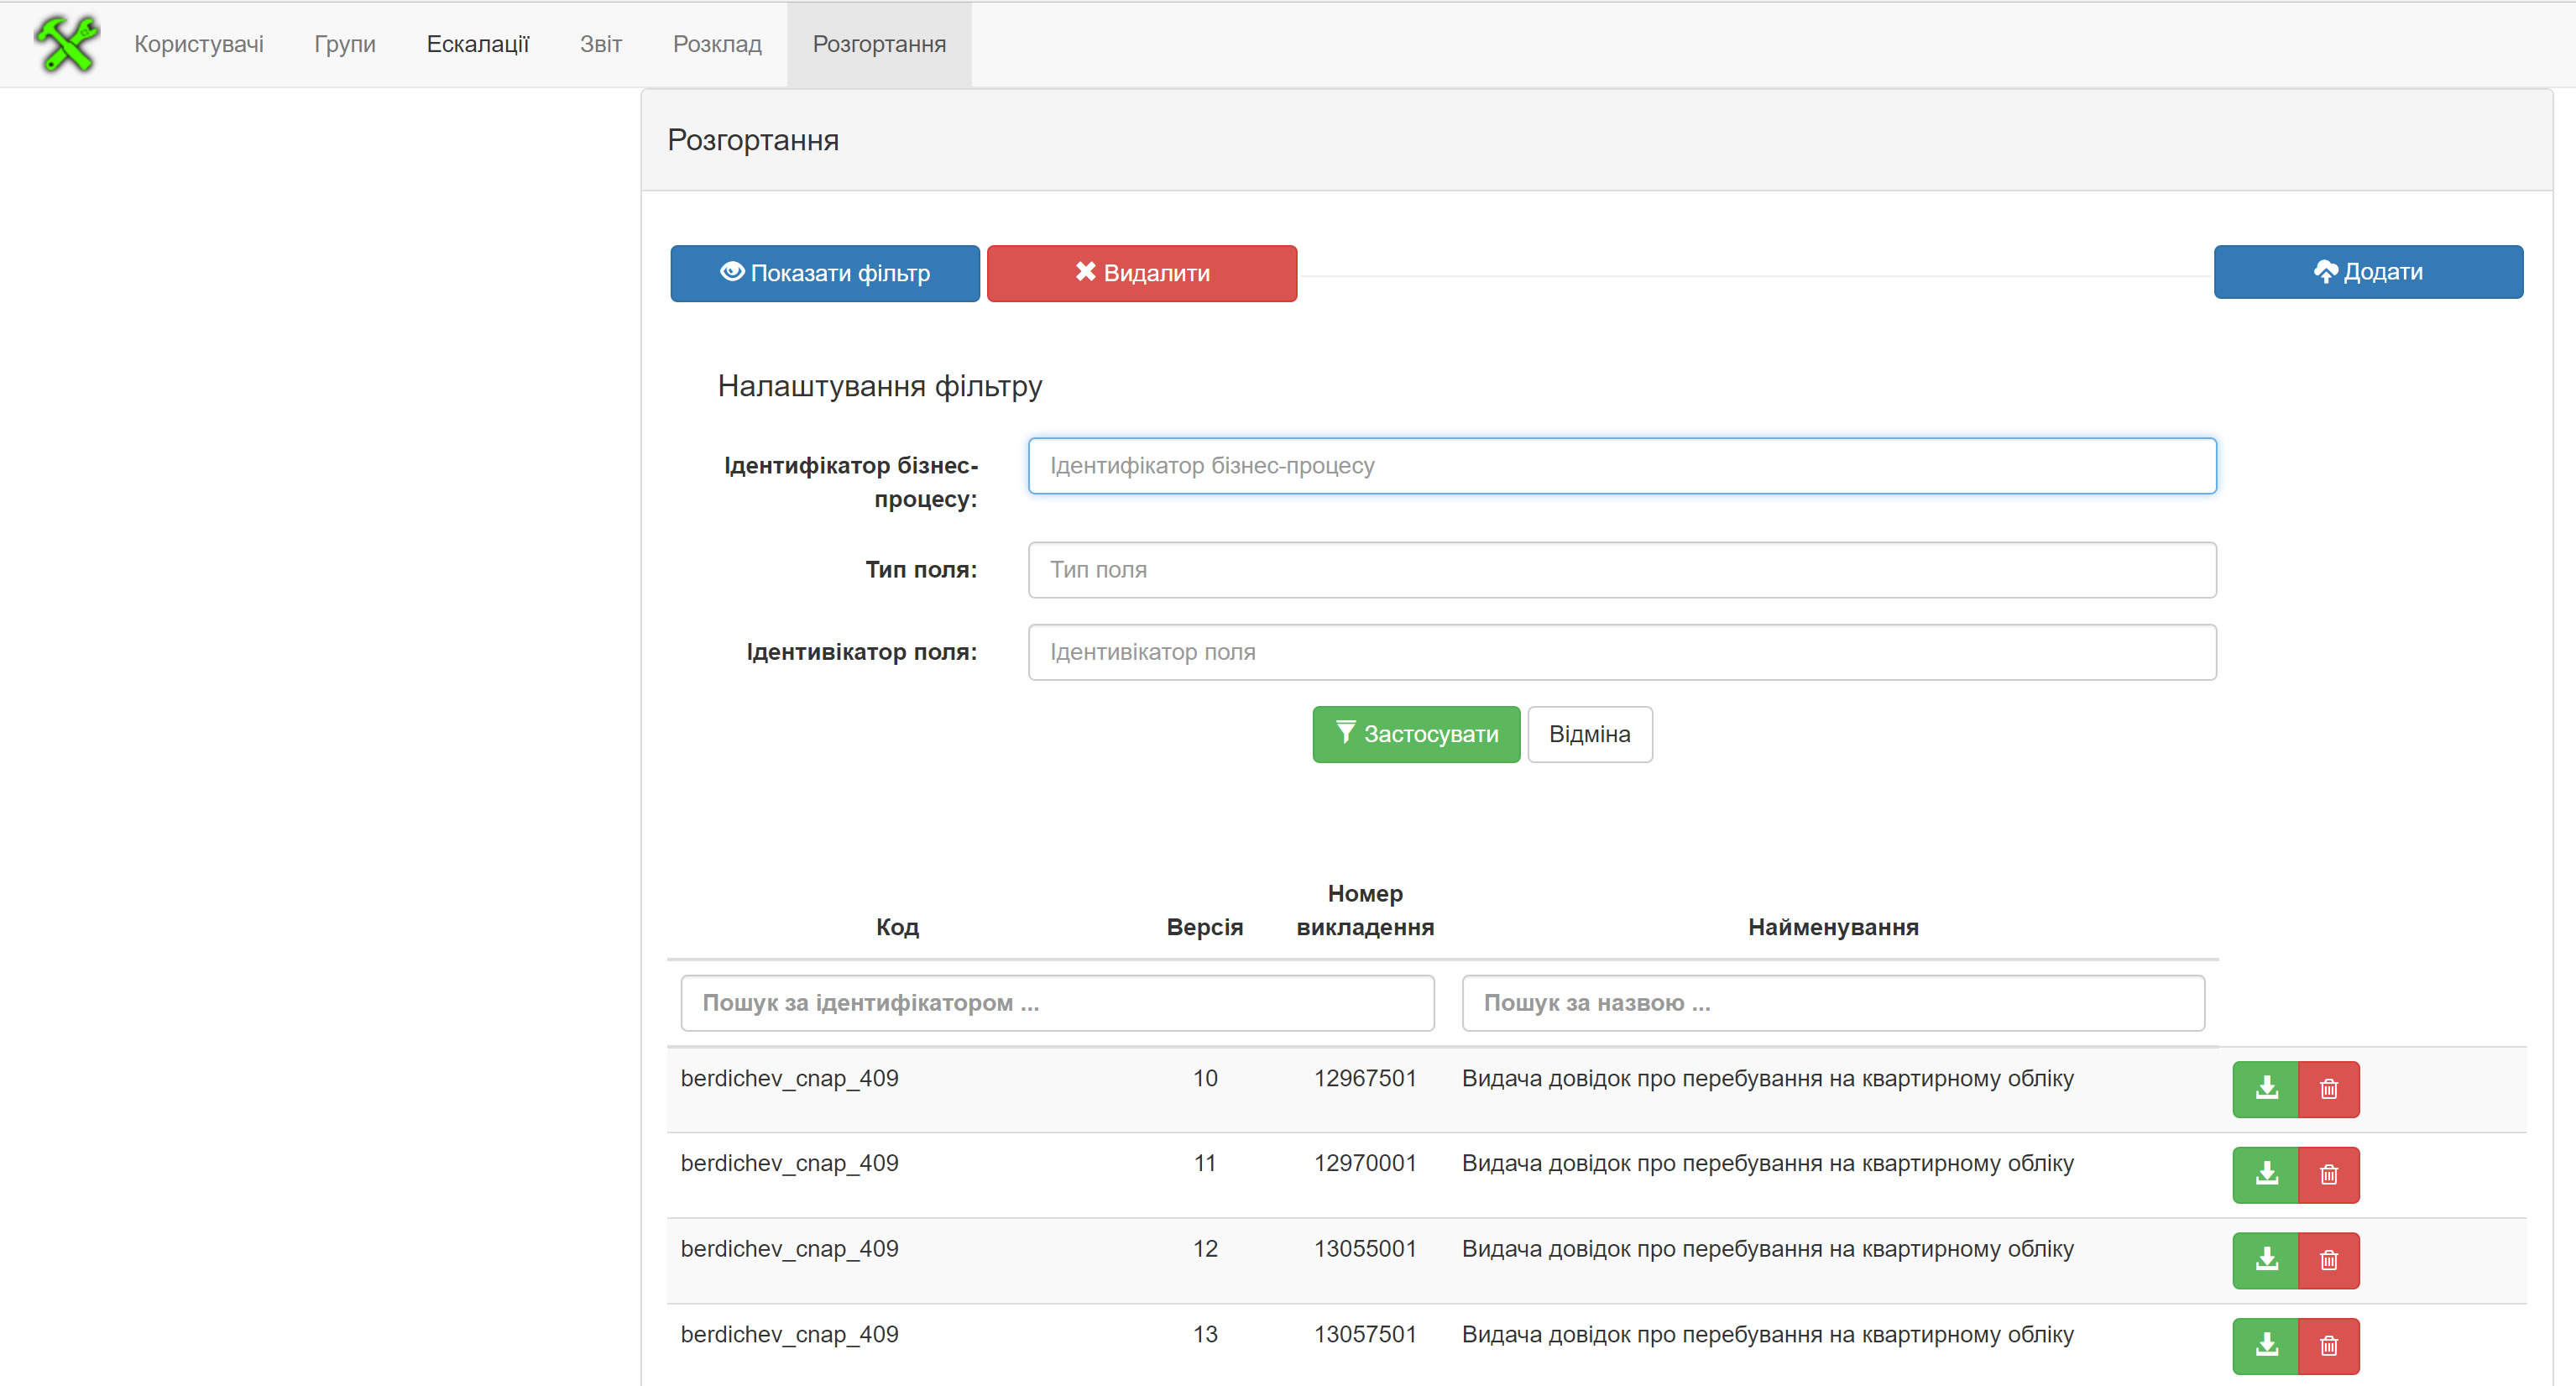 Користувачі Групи Ескалації Звіт Розклад Розгортання
Розгортання
Показати фільтр Видалити Додати
Налаштування фільтру
Ідентифікатор бізнес-
процесу:
Ідентифікатор бізнес-процесу
Тип поля: Тип поля
Ідентивікатор поля: Ідентивікатор поля
Застосувати Відміна
Номер
Код Версія викладення Найменування
Пошук за ідентифікатором ... Пошук за назвою ...
berdichev_cnap_409 10 12967501 Видача довідок про перебування на квартирному обліку
berdichev_cnap_409 11 12970001 Видача довідок про перебування на квартирному обліку
berdichev_cnap_409 12 13055001 Видача довідок про перебування на квартирному обліку
berdichev_cnap_409 13 13057501 Видача довідок про перебування на квартирному обліку